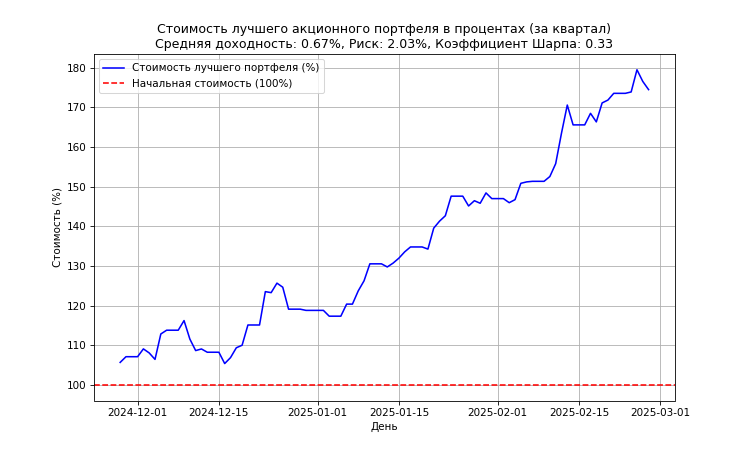 Стоимость лучшего акционного портфеля в процентах (за квартал)
Средняя доходность: 0.67%, Риск: 2.03%, Коэффициент Шарпа: 0.33
Стоимость лучшего портфеля (%)
Начальная стоимость (100%)
Стоимость (%)
180
170
160
150
140
130
120
110
100
2024-12-01 2024-12-15 2025-01-01 2025-01-15 2025-02-01 2025-02-15 2025-03-01
День